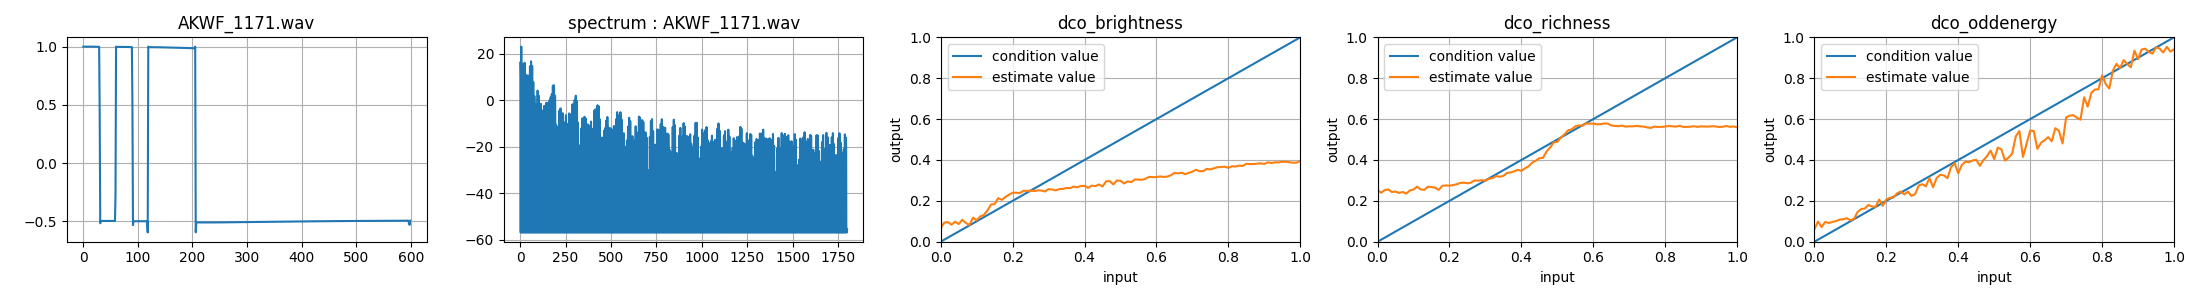 AKWF_1171.wav
1.0
0.5
0.0
−0.5
0 100 200 300 400 500 600
spectrum : AKWF_1171.wav
20
0
−20
−40
−60
0 250 500 750 1000 1250 1500 1750
dco_brightness
condition value
estimate value
output
1.0
0.8
0.6
0.4
0.2
0.0
0.0 0.2 0.4 0.6 0.8 1.0
input
dco_richness
condition value
estimate value
output
1.0
0.8
0.6
0.4
0.2
0.0
0.0 0.2 0.4 0.6 0.8 1.0
input
dco_oddenergy
condition value
estimate value
output
1.0
0.8
0.6
0.4
0.2
0.0
0.0 0.2 0.4 0.6 0.8 1.0
input